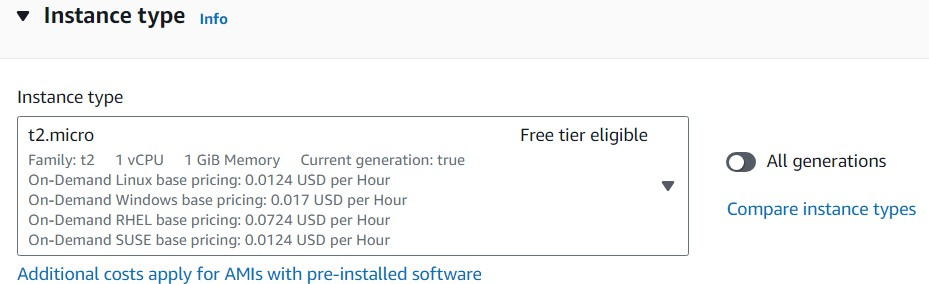 Instance type Info
Instance type
t2.micro Free tier eligible
Family: t2 1 vCPU 1 GiB Memory Current generation: true
On-Demand Linux base pricing: 0.0124 USD per Hour
On-Demand Windows base pricing: 0.017 USD per Hour
On-Demand RHEL base pricing: 0.0724 USD per Hour
On-Demand SUSE base pricing: 0.0124 USD per Hour
All generations
Compare instance types
Additional costs apply for AMIs with pre-installed software